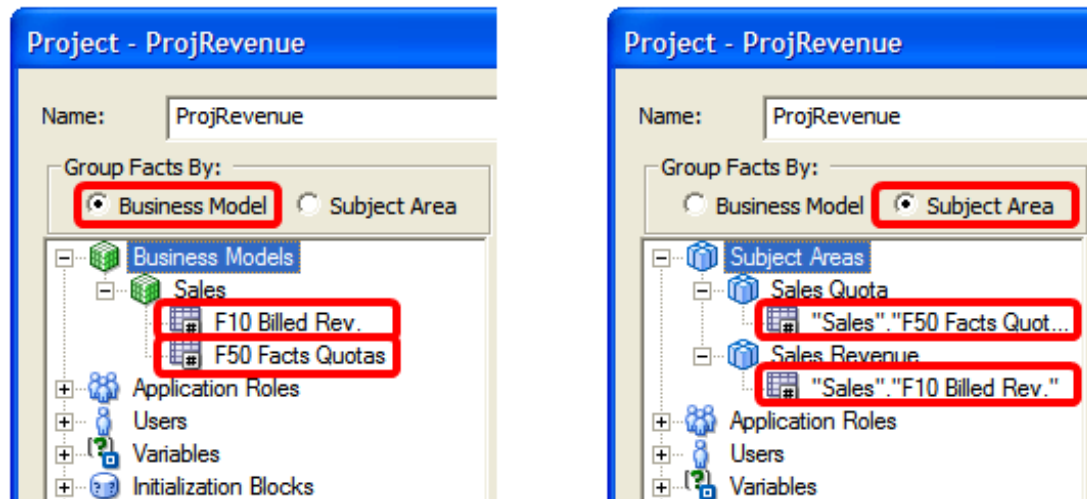 Project - ProjRevenue
Name: ProjRevenue
Group Facts By:
Business Model Subject Area
Business Models
Sales
F10 Billed Rev.
F50 Facts Quotas
Application Roles
Users
Variables
Initialization Blocks
Project - ProjRevenue
Name: ProjRevenue
Group Facts By:
Business Model Subject Area
Subject Areas
Sales Quota
"Sales"."F50 Facts Quot...
Sales Revenue
"Sales"."F10 Billed Rev."
Application Roles
Users
Variables